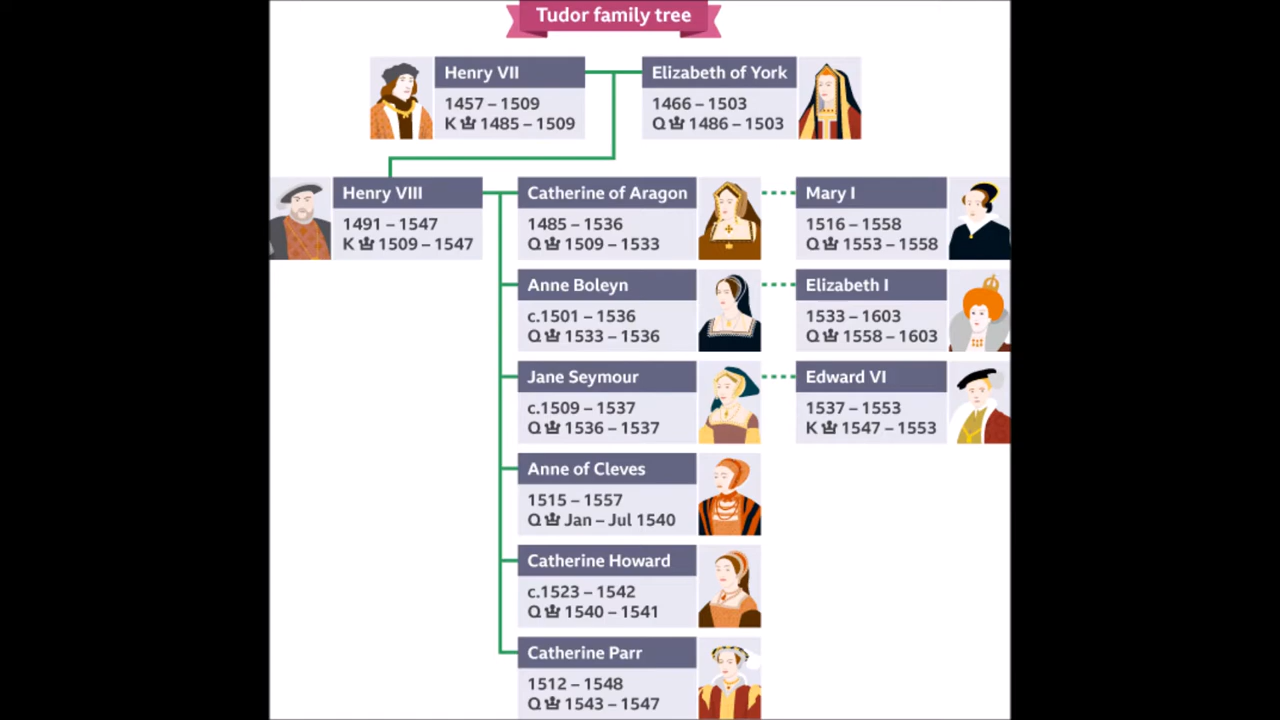 Tudor family tree
Henry VII
1457 – 1509
K 1485 – 1509
Elizabeth of York
1466 – 1503
Q 1486 – 1503
Henry VIII
1491 – 1547
K 1509 – 1547
Catherine of Aragon
1485 – 1536
Q 1509 – 1533
Mary I
1516 – 1558
Q 1553 – 1558
Anne Boleyn
c.1501 – 1536
Q 1533 – 1536
Elizabeth I
1533 – 1603
Q 1558 – 1603
Jane Seymour
c.1509 – 1537
Q 1536 – 1537
Edward VI
1537 – 1553
K 1547 – 1553
Anne of Cleves
1515 – 1557
Q Jan – Jul 1540
Catherine Howard
c.1523 – 1542
Q 1540 – 1541
Catherine Parr
1512 – 1548
Q 1543 – 1547